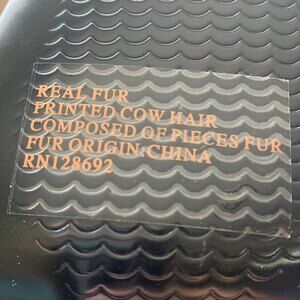 REAL FUR
PRINTED COW HAIR
COMPOSED OF PIECES FUR
FUR ORIGIN:CHINA
RN128692